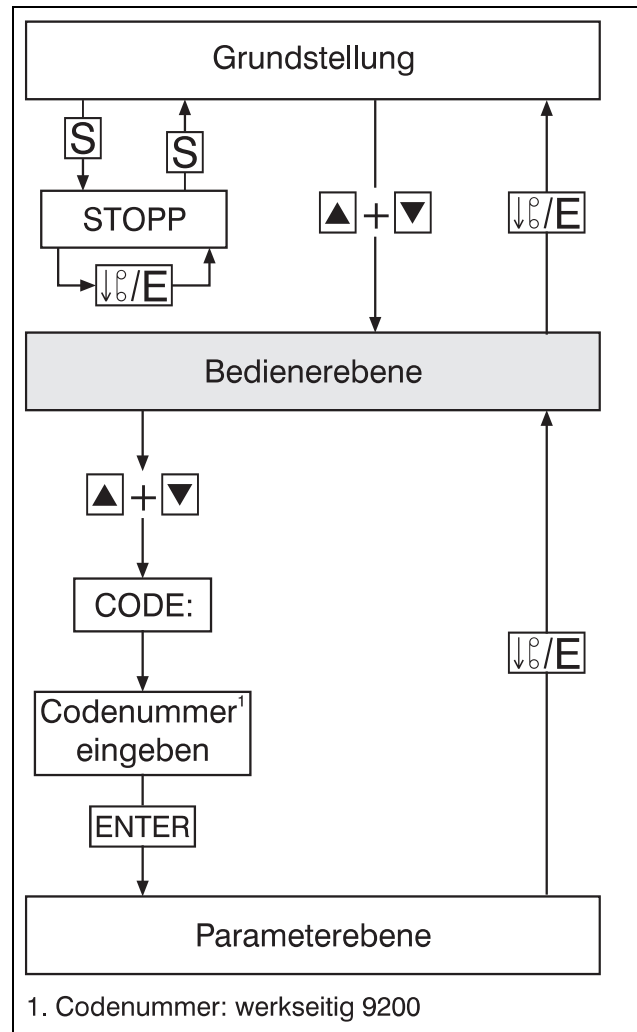 Grundstellung
S
S
STOPP
▲ + ▼
/E
/E
Bedienerebene
▲ + ▼
CODE:
/E
Codenummer¹
eingeben
ENTER
Parameterebene
1. Codenummer: werkseitig 9200